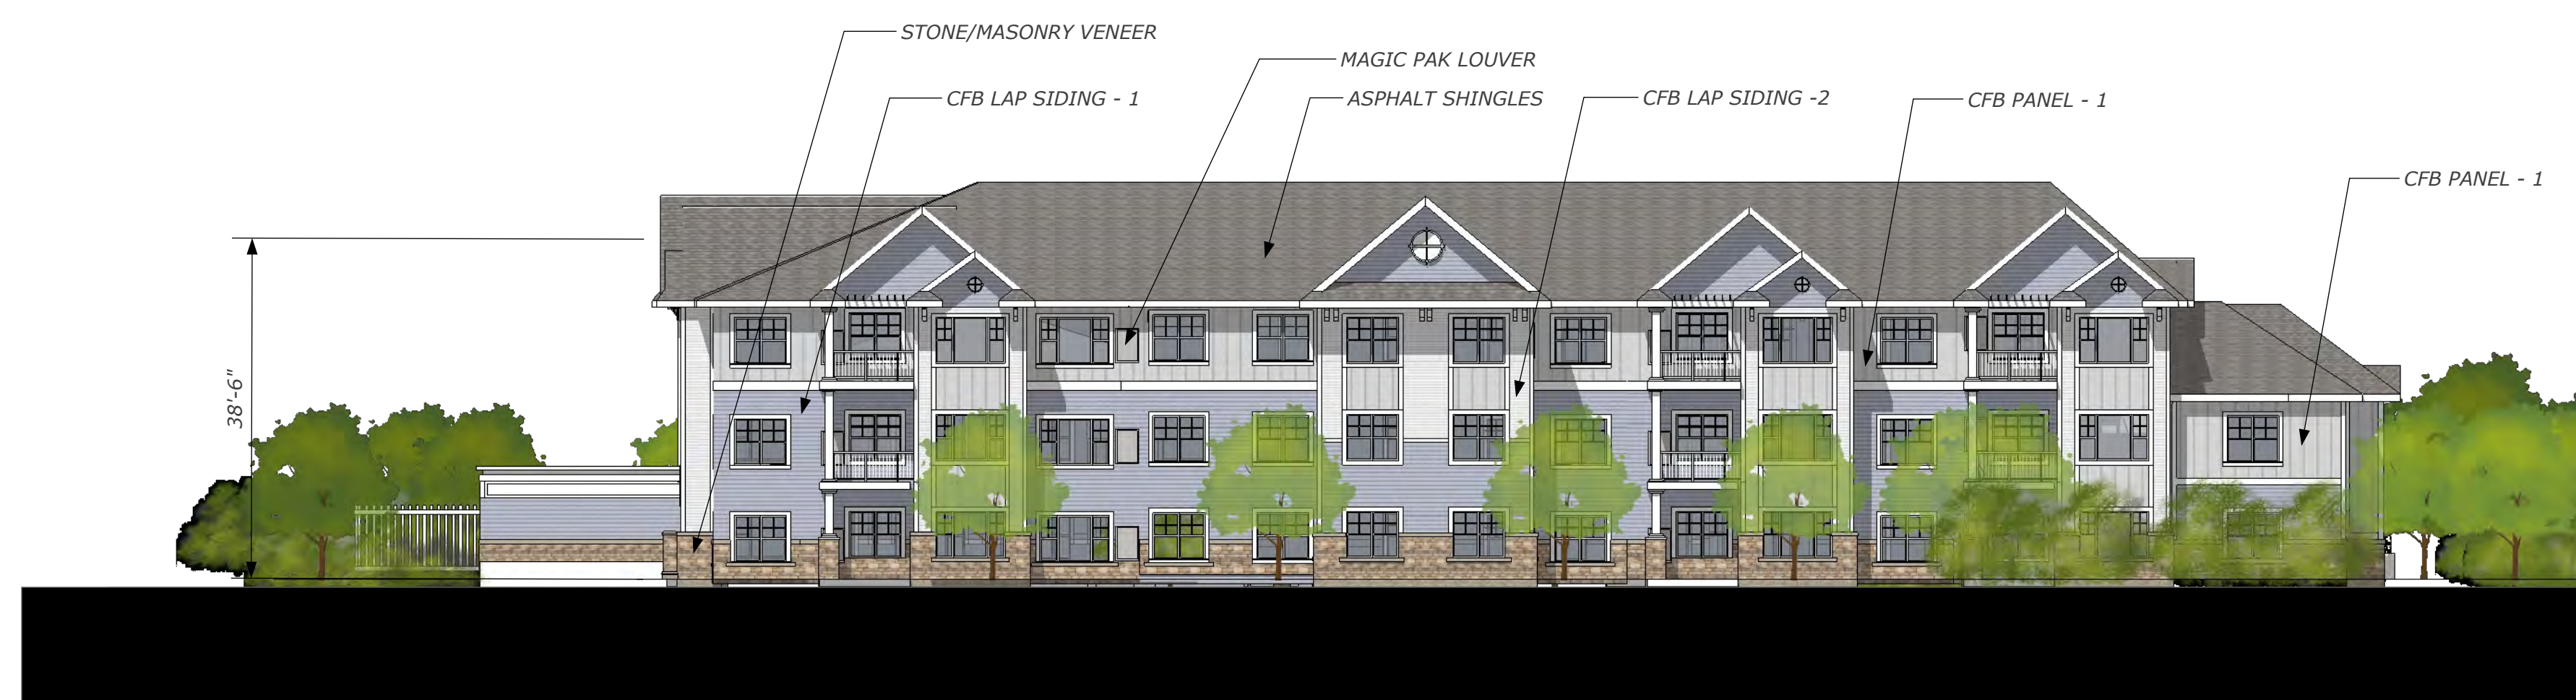 STONE/MASONRY VENEER
MAGIC PAK LOUVER
CFB LAP SIDING - 1
ASPHALT SHINGLES
CFB LAP SIDING -2
CFB PANEL - 1
CFB PANEL - 1
38'-6"